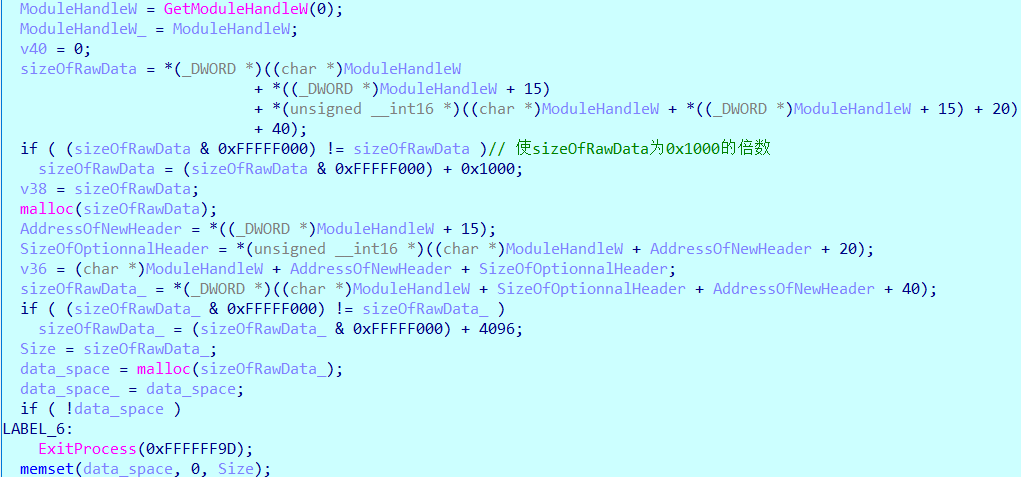 ModuleHandleW = GetModuleHandleW(0);
ModuleHandleW_ = ModuleHandleW;
v40 = 0;
sizeOfRawData = *(_DWORD *)((char *)ModuleHandleW
+ *((_DWORD *)ModuleHandleW + 15)
+ *(unsigned __int16 *)((char *)ModuleHandleW + *((_DWORD *)ModuleHandleW + 15) + 20)
+ 40);
if ( (sizeOfRawData & 0xFFFFF000) != sizeOfRawData )// 使sizeOfRawData为0x1000的倍数
sizeOfRawData = (sizeOfRawData & 0xFFFFF000) + 0x1000;
v38 = sizeOfRawData;
malloc(sizeOfRawData);
AddressOfNewHeader = *((_DWORD *)ModuleHandleW + 15);
SizeOfOptionnalHeader = *(unsigned __int16 *)((char *)ModuleHandleW + AddressOfNewHeader + 20);
v36 = (char *)ModuleHandleW + AddressOfNewHeader + SizeOfOptionnalHeader;
sizeOfRawData_ = *(_DWORD *)((char *)ModuleHandleW + SizeOfOptionnalHeader + AddressOfNewHeader + 40);
if ( (sizeOfRawData_ & 0xFFFFF000) != sizeOfRawData_ )
sizeOfRawData_ = (sizeOfRawData_ & 0xFFFFF000) + 4096;
Size = sizeOfRawData_;
data_space = malloc(sizeOfRawData_);
data_space_ = data_space;
if ( !data_space )
LABEL_6:
ExitProcess(0xFFFFFF9D);
memset(data_space, 0, Size);